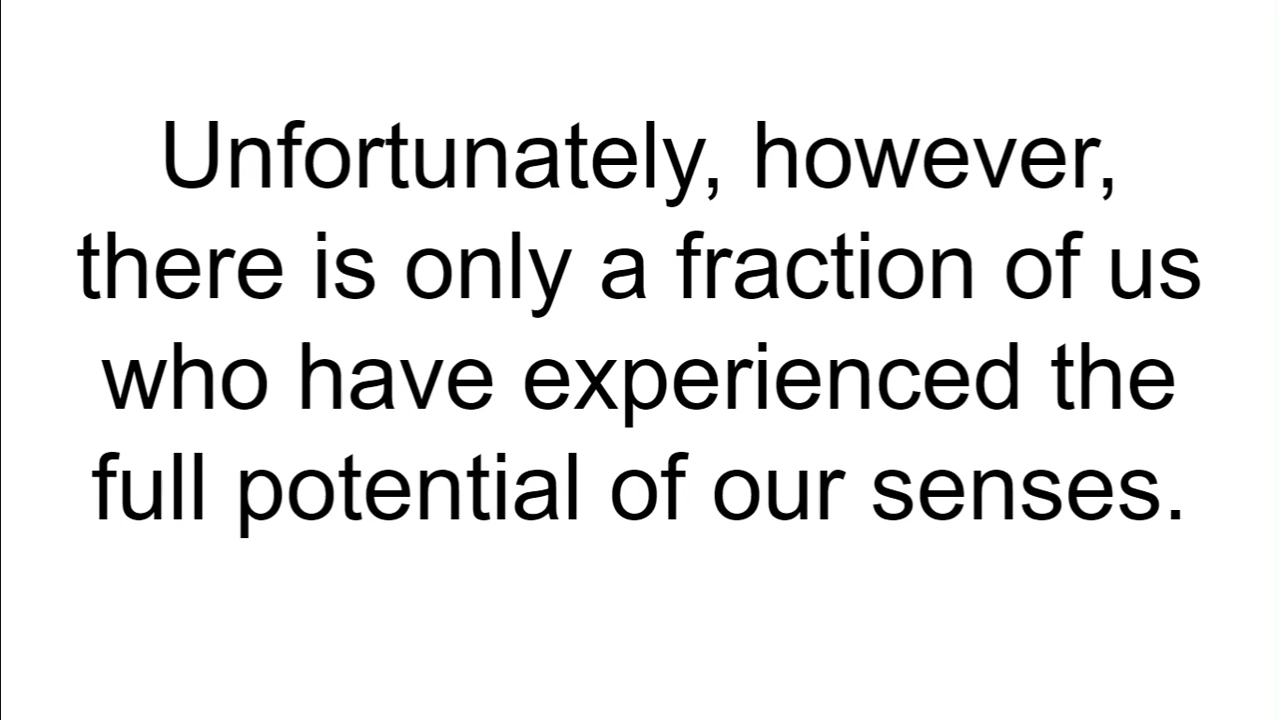 Unfortunately, however,
there is only a fraction of us
who have experienced the
full potential of our senses.